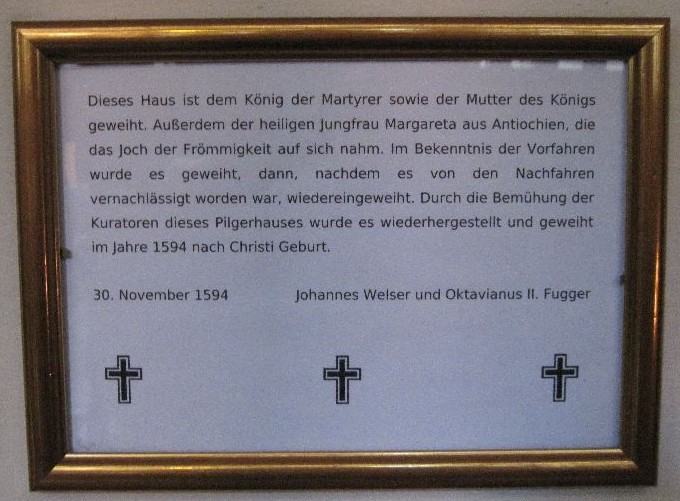 Dieses Haus ist dem König der Martyrer sowie der Mutter des Königs
geweiht. Außerdem der heiligen Jungfrau Margareta aus Antiochien, die
das Joch der Frömmigkeit auf sich nahm. Im Bekenntnis der Vorfahren
wurde es geweiht, dann, nachdem es von den Nachfahren
vernachlässigt worden war, wiedereingeweiht. Durch die Bemühung der
Kuratoren dieses Pilgerhauses wurde es wiederhergestellt und geweiht
im Jahre 1594 nach Christi Geburt.
30. November 1594 Johannes Welser und Oktavianus II. Fugger